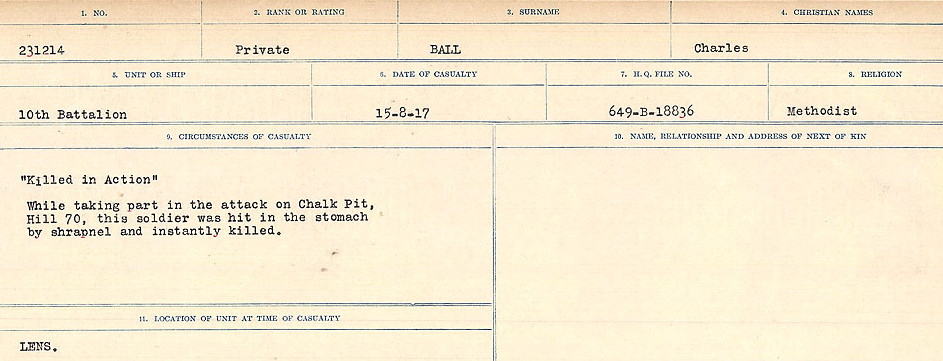 1. NO.
2. RANK OR RATING
3. SURNAME
4. CHRISTIAN NAMES
231214
Private
BALL
Charles
5. UNIT OR SHIP
6. DATE OF CASUALTY
7. H.Q. FILE NO.
8. RELIGION
10th Battalion
15-8-17
649-B-18836
Methodist
9. CIRCUMSTANCES OF CASUALTY
10. NAME, RELATIONSHIP AND ADDRESS OF NEXT OF KIN
"Killed in Action"
While taking part in the attack on Chalk Pit,
Hill 70, this soldier was hit in the stomach
by shrapnel and instantly killed.
11. LOCATION OF UNIT AT TIME OF CASUALTY
LENS.